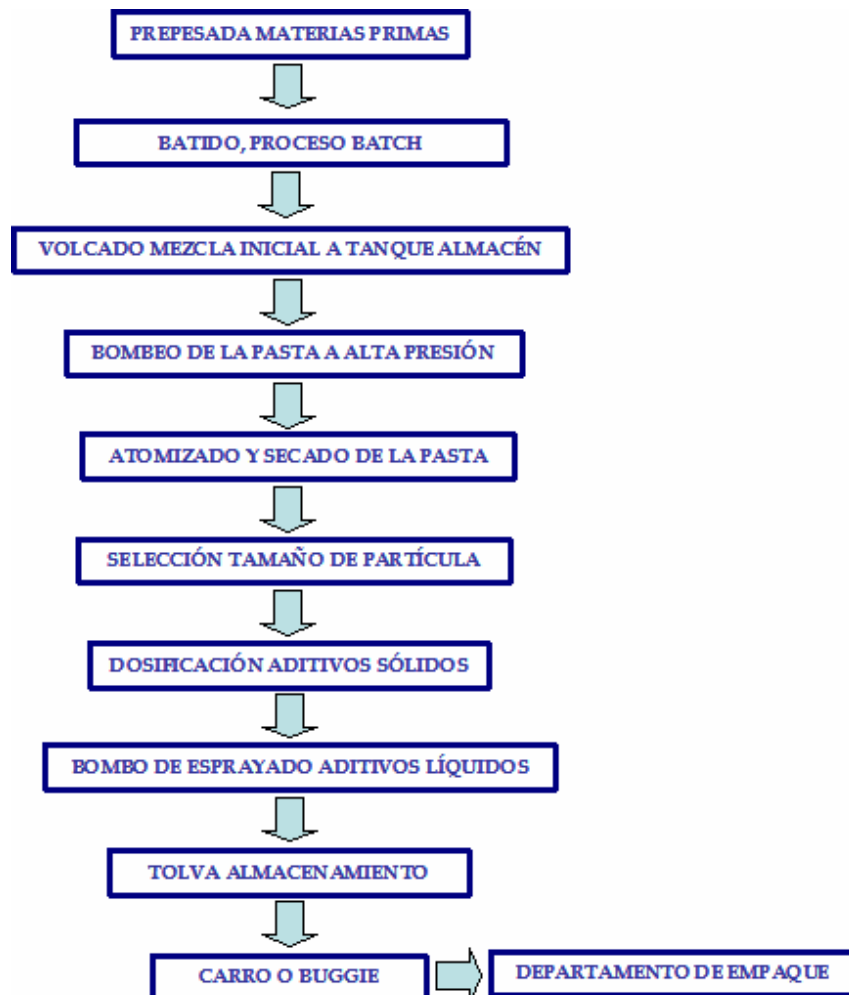 PREPESADA MATERIAS PRIMAS
BATIDO, PROCESO BATCH
VOLCADO MEZCLA INICIAL A TANQUE ALMACÉN
BOMBEO DE LA PASTA A ALTA PRESIÓN
ATOMIZADO Y SECADO DE LA PASTA
SELECCIÓN TAMAÑO DE PARTÍCULA
DOSIFICACIÓN ADITIVOS SÓLIDOS
BOMBO DE ESPRAYADO ADITIVOS LÍQUIDOS
TOLVA ALMACENAMIENTO
CARRO O BUGGIE
DEPARTAMENTO DE EMPAQUE